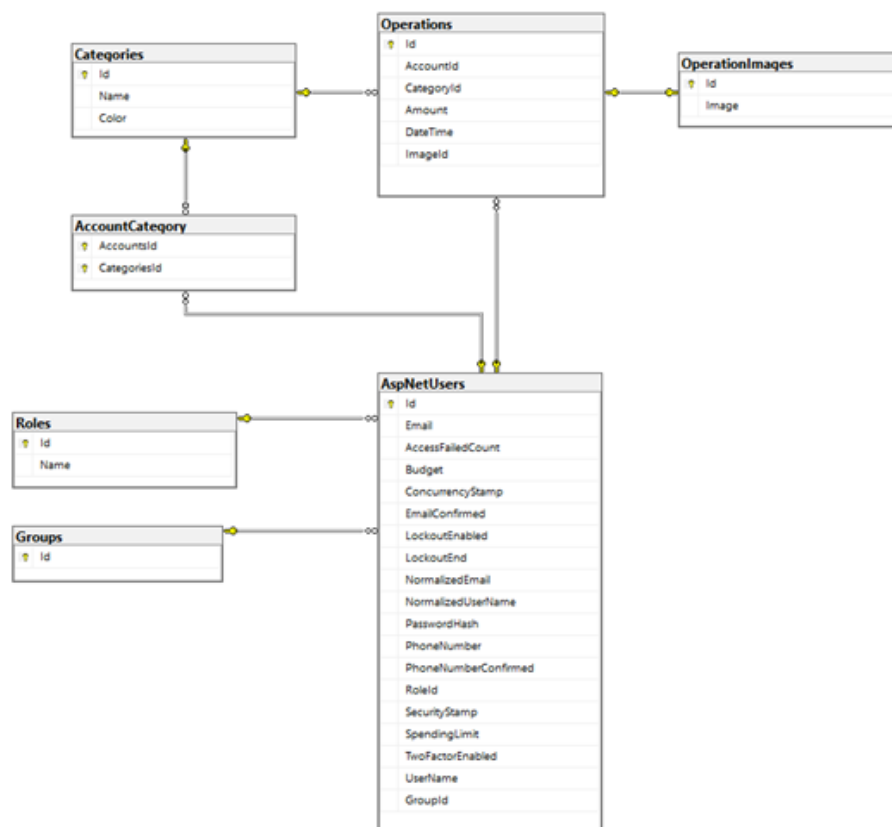 Operations
Id
AccountId
CategoryId
Amount
DateTime
ImageId
Categories
Id
Name
Color
OperationImages
Id
Image
AccountCategory
AccountsId
CategoriesId
AspNetUsers
Id
Email
AccessFailedCount
Budget
ConcurrencyStamp
EmailConfirmed
LockoutEnabled
LockoutEnd
NormalizedEmail
NormalizedUserName
PasswordHash
PhoneNumber
PhoneNumberConfirmed
RoleId
SecurityStamp
SpendingLimit
TwoFactorEnabled
UserName
GroupId
Roles
Id
Name
Groups
Id